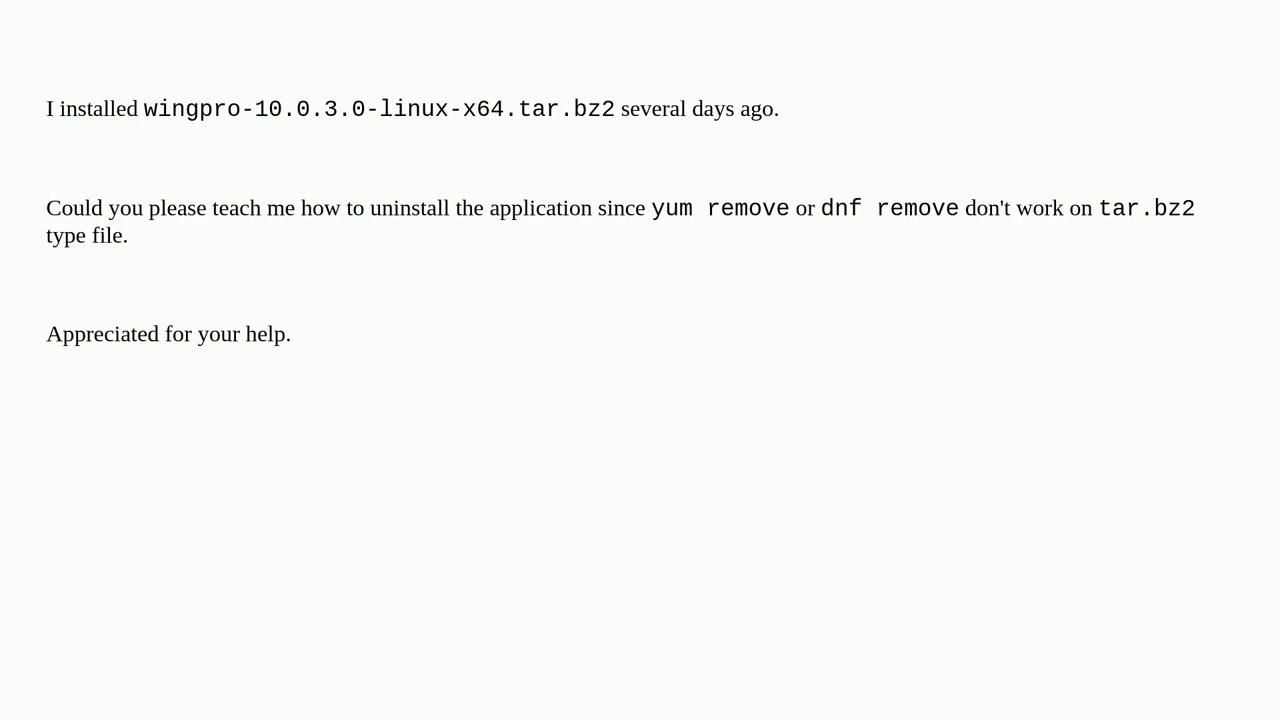 I installed wingpro-10.0.3.0-linux-x64.tar.bz2 several days ago.
Could you please teach me how to uninstall the application since yum remove or dnf remove don't work on tar.bz2
type file.
Appreciated for your help.